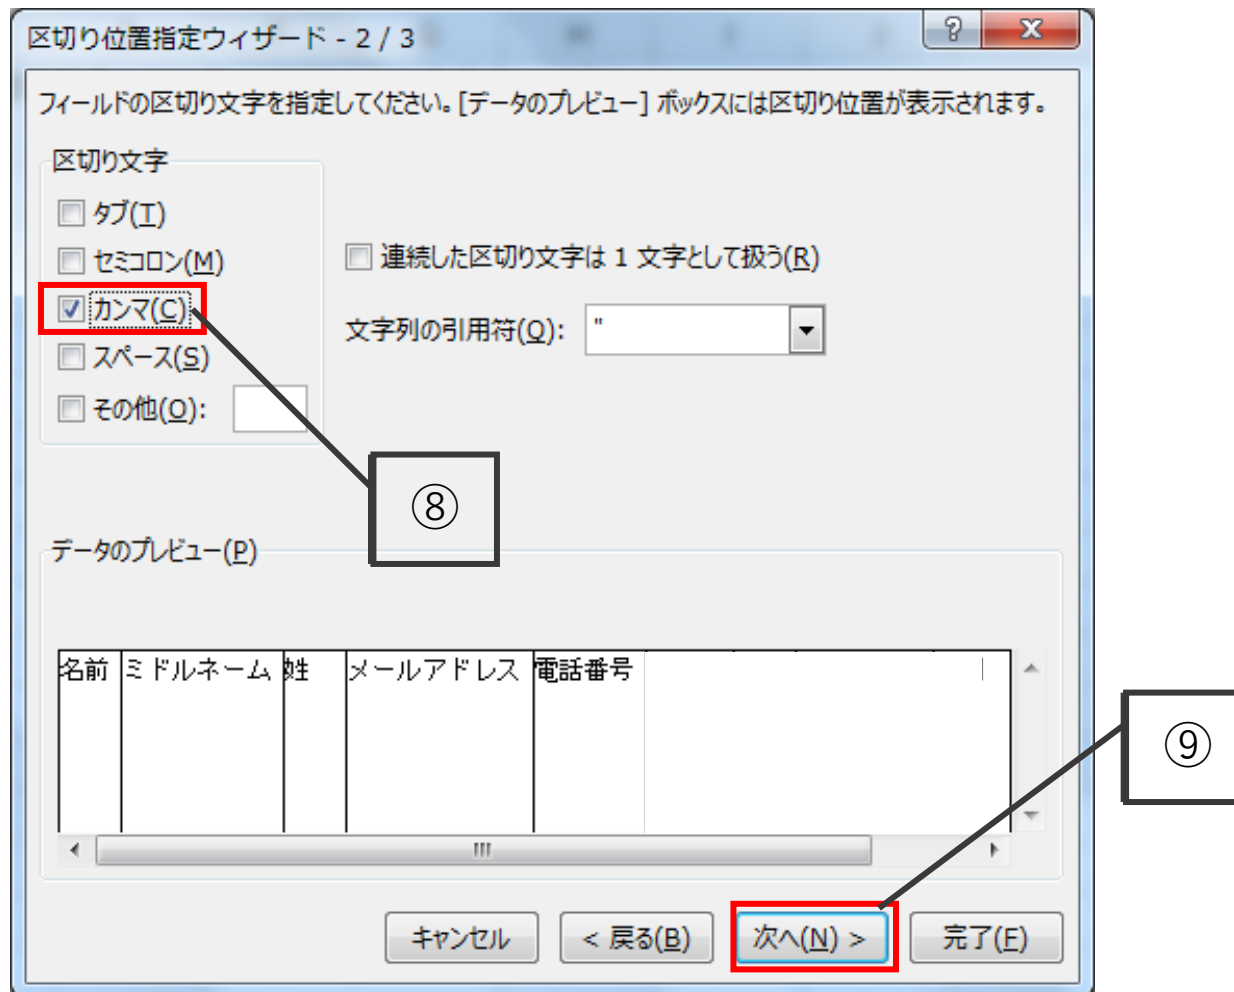 区切り位置指定ウィザード - 2 / 3
フィールドの区切り文字を指定してください。[データのプレビュー] ボックスには区切り位置が表示されます。
区切り文字
タブ(T)
セミコロン(M)
カンマ(C)
スペース(S)
その他(O):
連続した区切り文字は 1 文字として扱う(R)
文字列の引用符(Q): "
⑧
データのプレビュー(P)
名前 ミドルネーム 姓 メールアドレス 電話番号
⑨
キャンセル < 戻る(B) 次へ(N) > 完了(F)